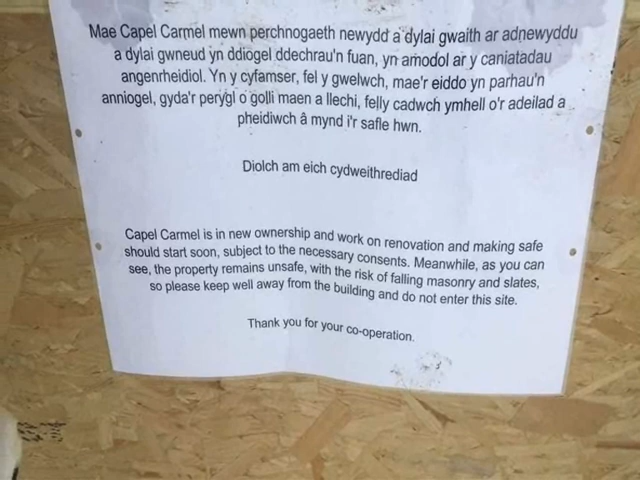 Mae Capel Carmel mewn perchnogaeth newydd a dylai gwaith ar adnewyddu
a dylai gwneud yn ddiogel ddechrau'n fuan, yn amodol ar y caniatadau
angenrheidiol. Yn y cyfamser, fel y gwelwch, mae'r eiddo yn parhau'n
anniogel, gyda'r perygl o golli maen a llechi, felly cadwch ymhell o'r adeilad a
pheidiwch â mynd i'r safle hwn.
Diolch am eich cydweithrediad
Capel Carmel is in new ownership and work on renovation and making safe
should start soon, subject to the necessary consents. Meanwhile, as you can
see, the property remains unsafe, with the risk of falling masonry and slates,
so please keep well away from the building and do not enter this site.
Thank you for your co-operation.